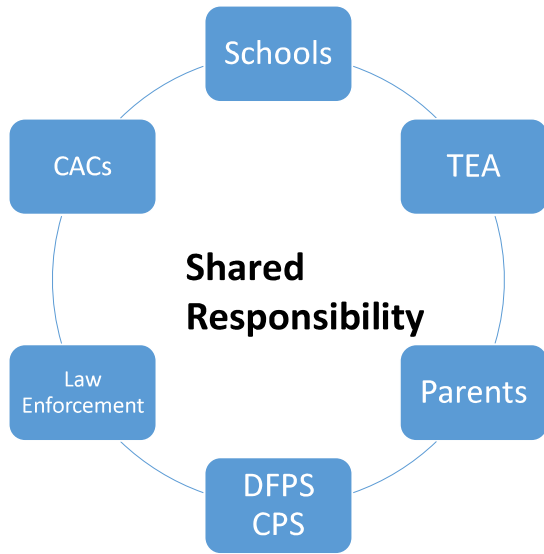 Schools
CACs
TEA
Shared
Responsibility
Law
Enforcement
Parents
DFPS
CPS